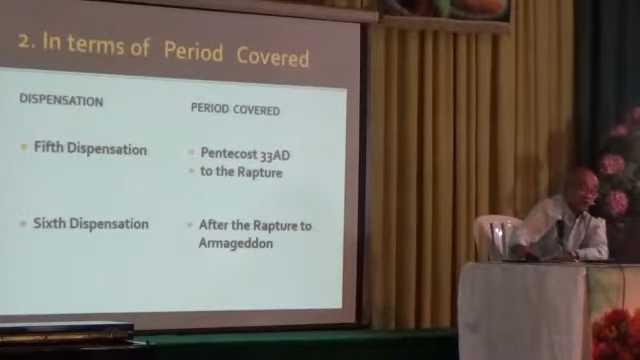 2. In terms of Period Covered
DISPENSATION PERIOD COVERED
Fifth Dispensation
Pentecost 33AD
to the Rapture
Sixth Dispensation
After the Rapture to
Armageddon